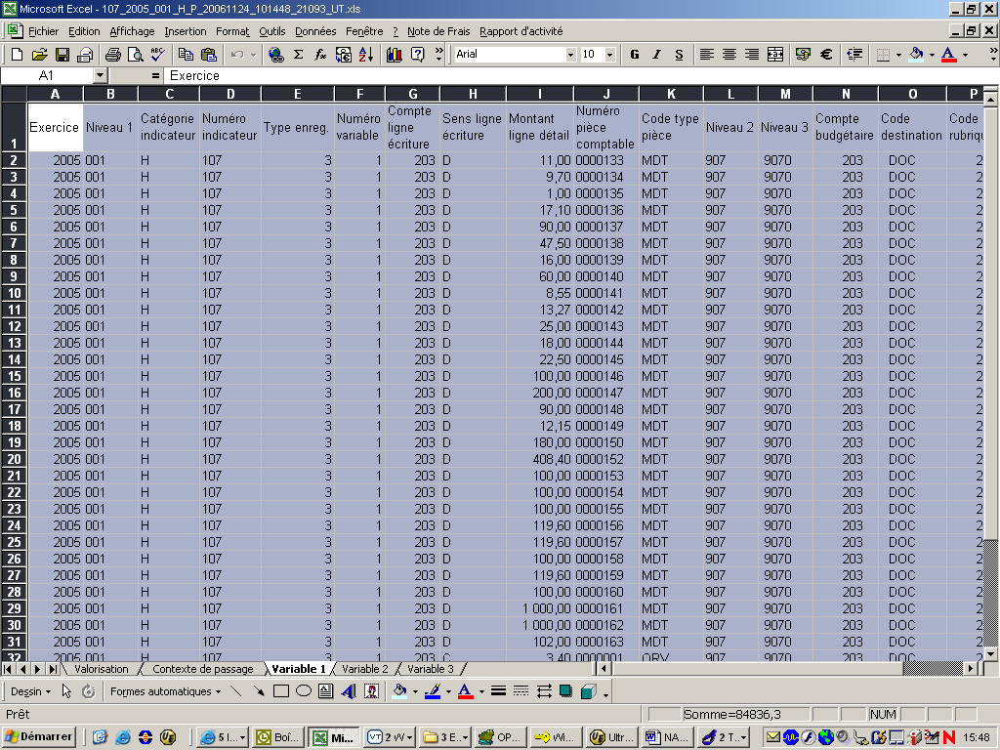 Microsoft Excel - 107_2005_001_H_P_20061124_101448_21093_UT.xls
Fichier Edition Affichage Insertion Format Outils Données Fenêtre ? Note de Frais Rapport d'activité
Arial 10 G I S
A1 = Exercice
A B C D E F G H I J K L M N O P
1 Exercice Niveau 1 Catégorie indicateur Numéro indicateur Type enreg. Numéro variable Compte ligne écriture Sens ligne écriture Montant ligne détail Numéro pièce comptable Code type pièce Niveau 2 Niveau 3 Compte budgétaire Code destination Code
2 2005 001 H 107 3 1 203 D 11,00 0000133 MDT 907 9070 203 DOC 2
3 2005 001 H 107 3 1 203 D 9,70 0000134 MDT 907 9070 203 DOC 2
4 2005 001 H 107 3 1 203 D 1,00 0000135 MDT 907 9070 203 DOC 2
5 2005 001 H 107 3 1 203 D 17,10 0000136 MDT 907 9070 203 DOC 2
6 2005 001 H 107 3 1 203 D 90,00 0000137 MDT 907 9070 203 DOC 2
7 2005 001 H 107 3 1 203 D 47,50 0000138 MDT 907 9070 203 DOC 2
8 2005 001 H 107 3 1 203 D 16,00 0000139 MDT 907 9070 203 DOC 2
9 2005 001 H 107 3 1 203 D 60,00 0000140 MDT 907 9070 203 DOC 2
10 2005 001 H 107 3 1 203 D 8,55 0000141 MDT 907 9070 203 DOC 2
11 2005 001 H 107 3 1 203 D 13,27 0000142 MDT 907 9070 203 DOC 2
12 2005 001 H 107 3 1 203 D 25,00 0000143 MDT 907 9070 203 DOC 2
13 2005 001 H 107 3 1 203 D 18,00 0000144 MDT 907 9070 203 DOC 2
14 2005 001 H 107 3 1 203 D 22,50 0000145 MDT 907 9070 203 DOC 2
15 2005 001 H 107 3 1 203 D 100,00 0000146 MDT 907 9070 203 DOC 2
16 2005 001 H 107 3 1 203 D 200,00 0000147 MDT 907 9070 203 DOC 2
17 2005 001 H 107 3 1 203 D 90,00 0000148 MDT 907 9070 203 DOC 2
18 2005 001 H 107 3 1 203 D 12,15 0000149 MDT 907 9070 203 DOC 2
19 2005 001 H 107 3 1 203 D 180,00 0000150 MDT 907 9070 203 DOC 2
20 2005 001 H 107 3 1 203 D 408,40 0000152 MDT 907 9070 203 DOC 2
21 2005 001 H 107 3 1 203 D 100,00 0000153 MDT 907 9070 203 DOC 2
22 2005 001 H 107 3 1 203 D 100,00 0000154 MDT 907 9070 203 DOC 2
23 2005 001 H 107 3 1 203 D 100,00 0000155 MDT 907 9070 203 DOC 2
24 2005 001 H 107 3 1 203 D 119,60 0000156 MDT 907 9070 203 DOC 2
25 2005 001 H 107 3 1 203 D 119,60 0000157 MDT 907 9070 203 DOC 2
26 2005 001 H 107 3 1 203 D 100,00 0000158 MDT 907 9070 203 DOC 2
27 2005 001 H 107 3 1 203 D 119,60 0000159 MDT 907 9070 203 DOC 2
28 2005 001 H 107 3 1 203 D 100,00 0000160 MDT 907 9070 203 DOC 2
29 2005 001 H 107 3 1 203 D 1 000,00 0000161 MDT 907 9070 203 DOC 2
30 2005 001 H 107 3 1 203 D 1 000,00 0000162 MDT 907 9070 203 DOC 2
31 2005 001 H 107 3 1 203 D 102,00 0000163 MDT 907 9070 203 DOC 2
32 2005 001 H 107 3 1 203 C 3,40 0000001 ORV 907 9070 203 DOC
Valorisation Contexte de passage Variable 1 Variable 2 Variable 3
Dessin Formes automatiques
Prêt Somme=84836,3 NUM
Démarrer 5 I... Boî... Mi... 2 W 3 E.. OP... Wi... Ultr... NA... 2 T.. 15:48